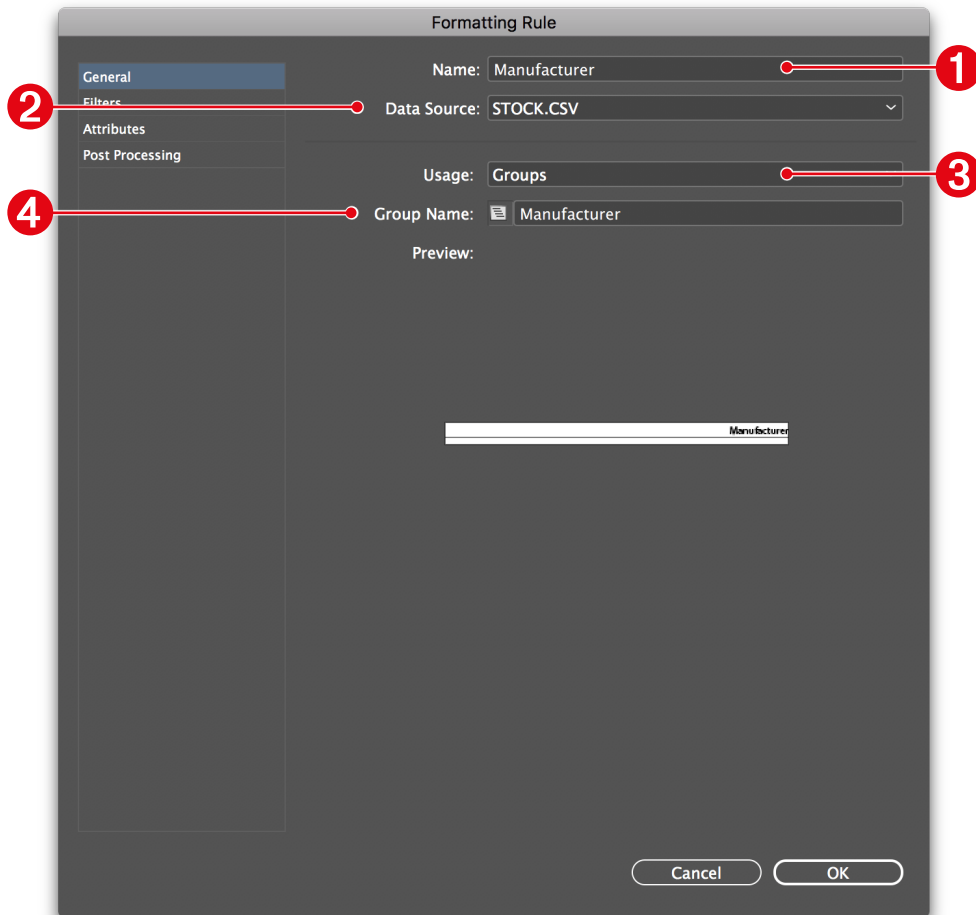 Formatting Rule
General
Filters
Attributes
Post Processing
Name: Manufacturer
1
2
Data Source: STOCK.CSV
Usage: Groups
3
4
Group Name: Manufacturer
Preview:
Manufacturer
Cancel
OK